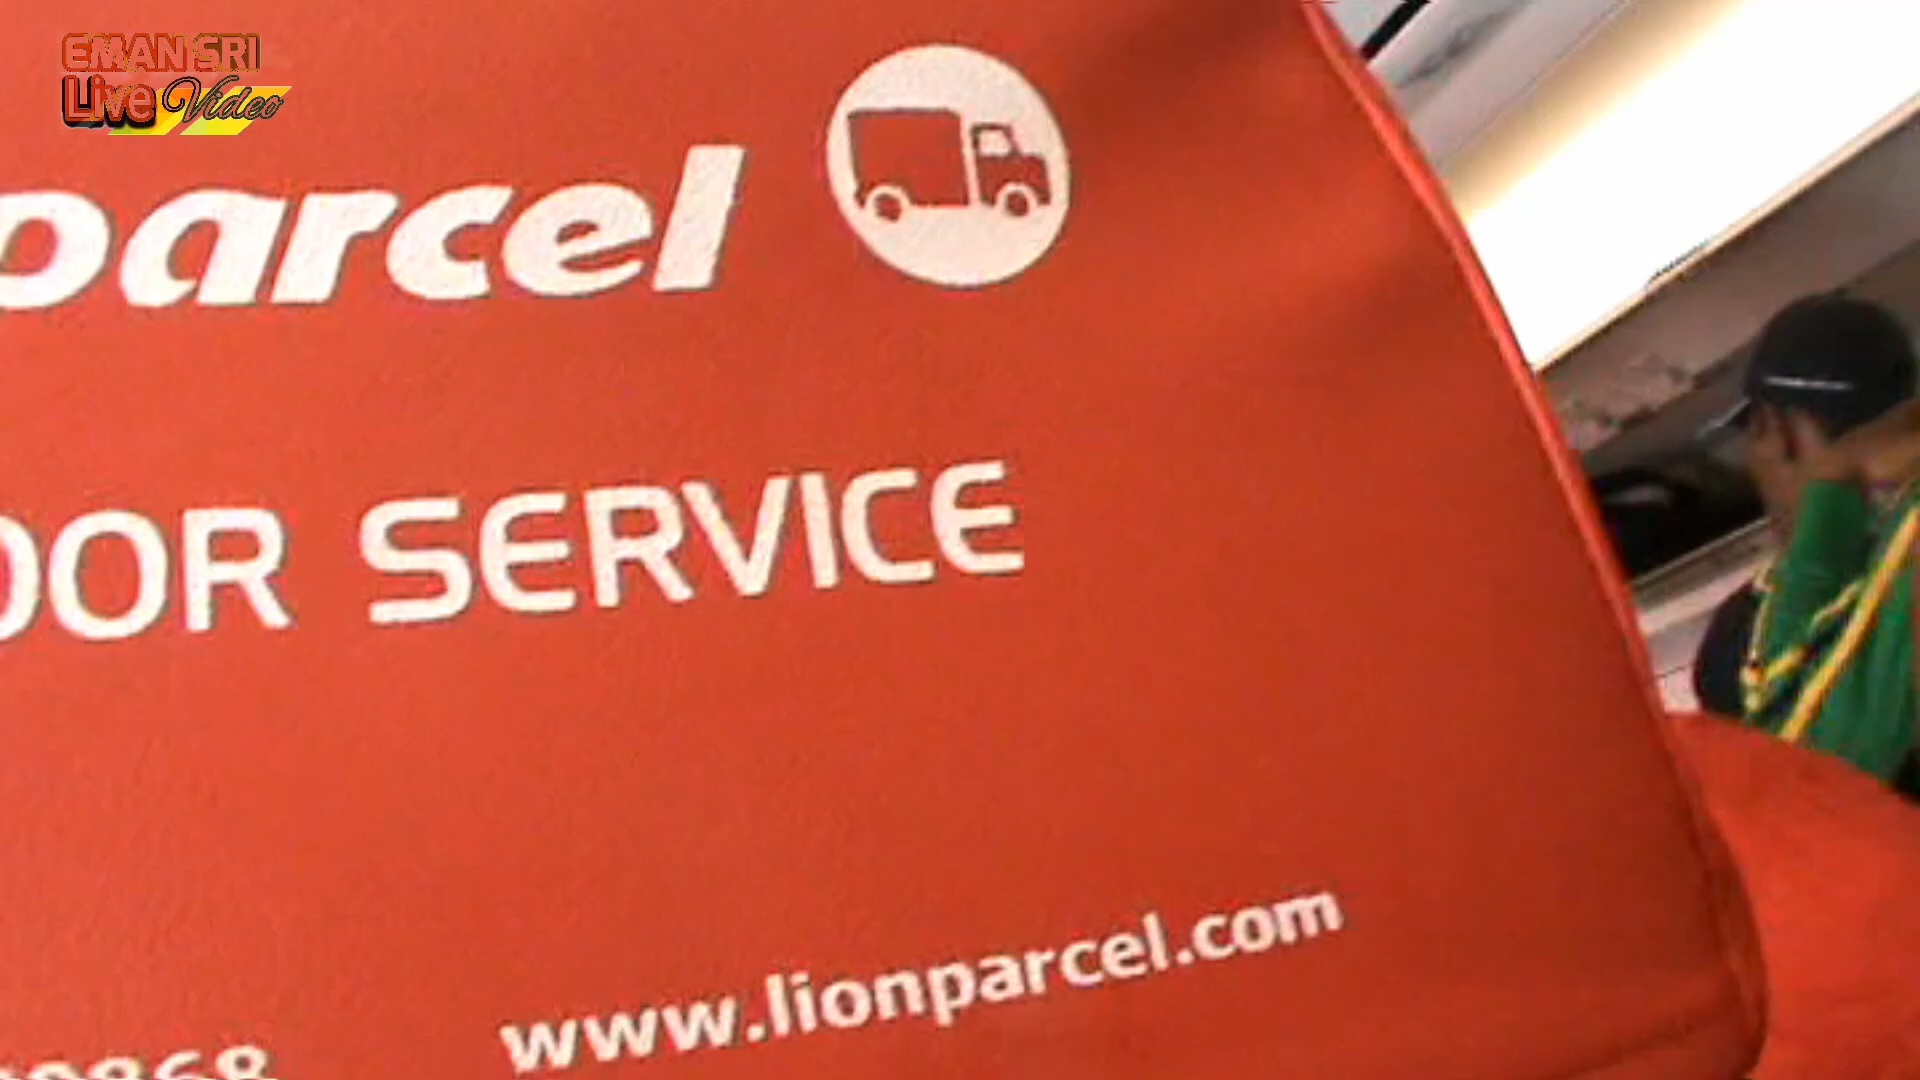 EMAN SRI
Live Video
parcel
OOR SERVICE
www.lionparcel.com